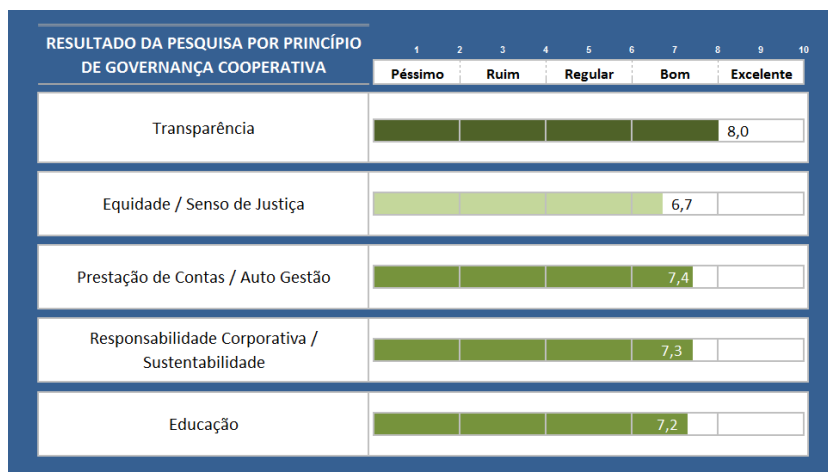 RESULTADO DA PESQUISA POR PRINCÍPIO
DE GOVERNANÇA COOPERATIVA
1 2 3 4 5 6 7 8 9 10
Péssimo Ruim Regular Bom Excelente
Transparência
8,0
Equidade / Senso de Justiça
6,7
Prestação de Contas / Auto Gestão
7,4
Responsabilidade Corporativa /
Sustentabilidade
7,3
Educação
7,2